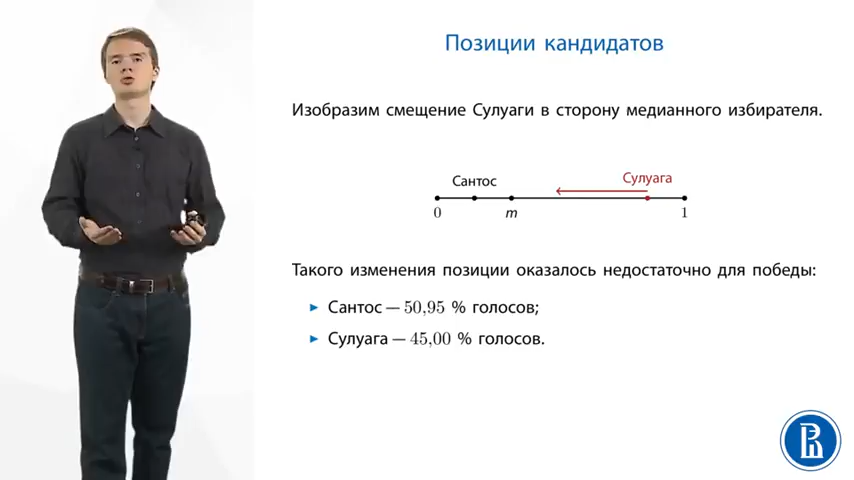 Позиции кандидатов
Изобразим смещение Сулуаги в сторону медианного избирателя.
Сантос Сулуага
0 m 1
Такого изменения позиции оказалось недостаточно для победы:
Сантос — 50,95 % голосов;
Сулуага — 45,00 % голосов.